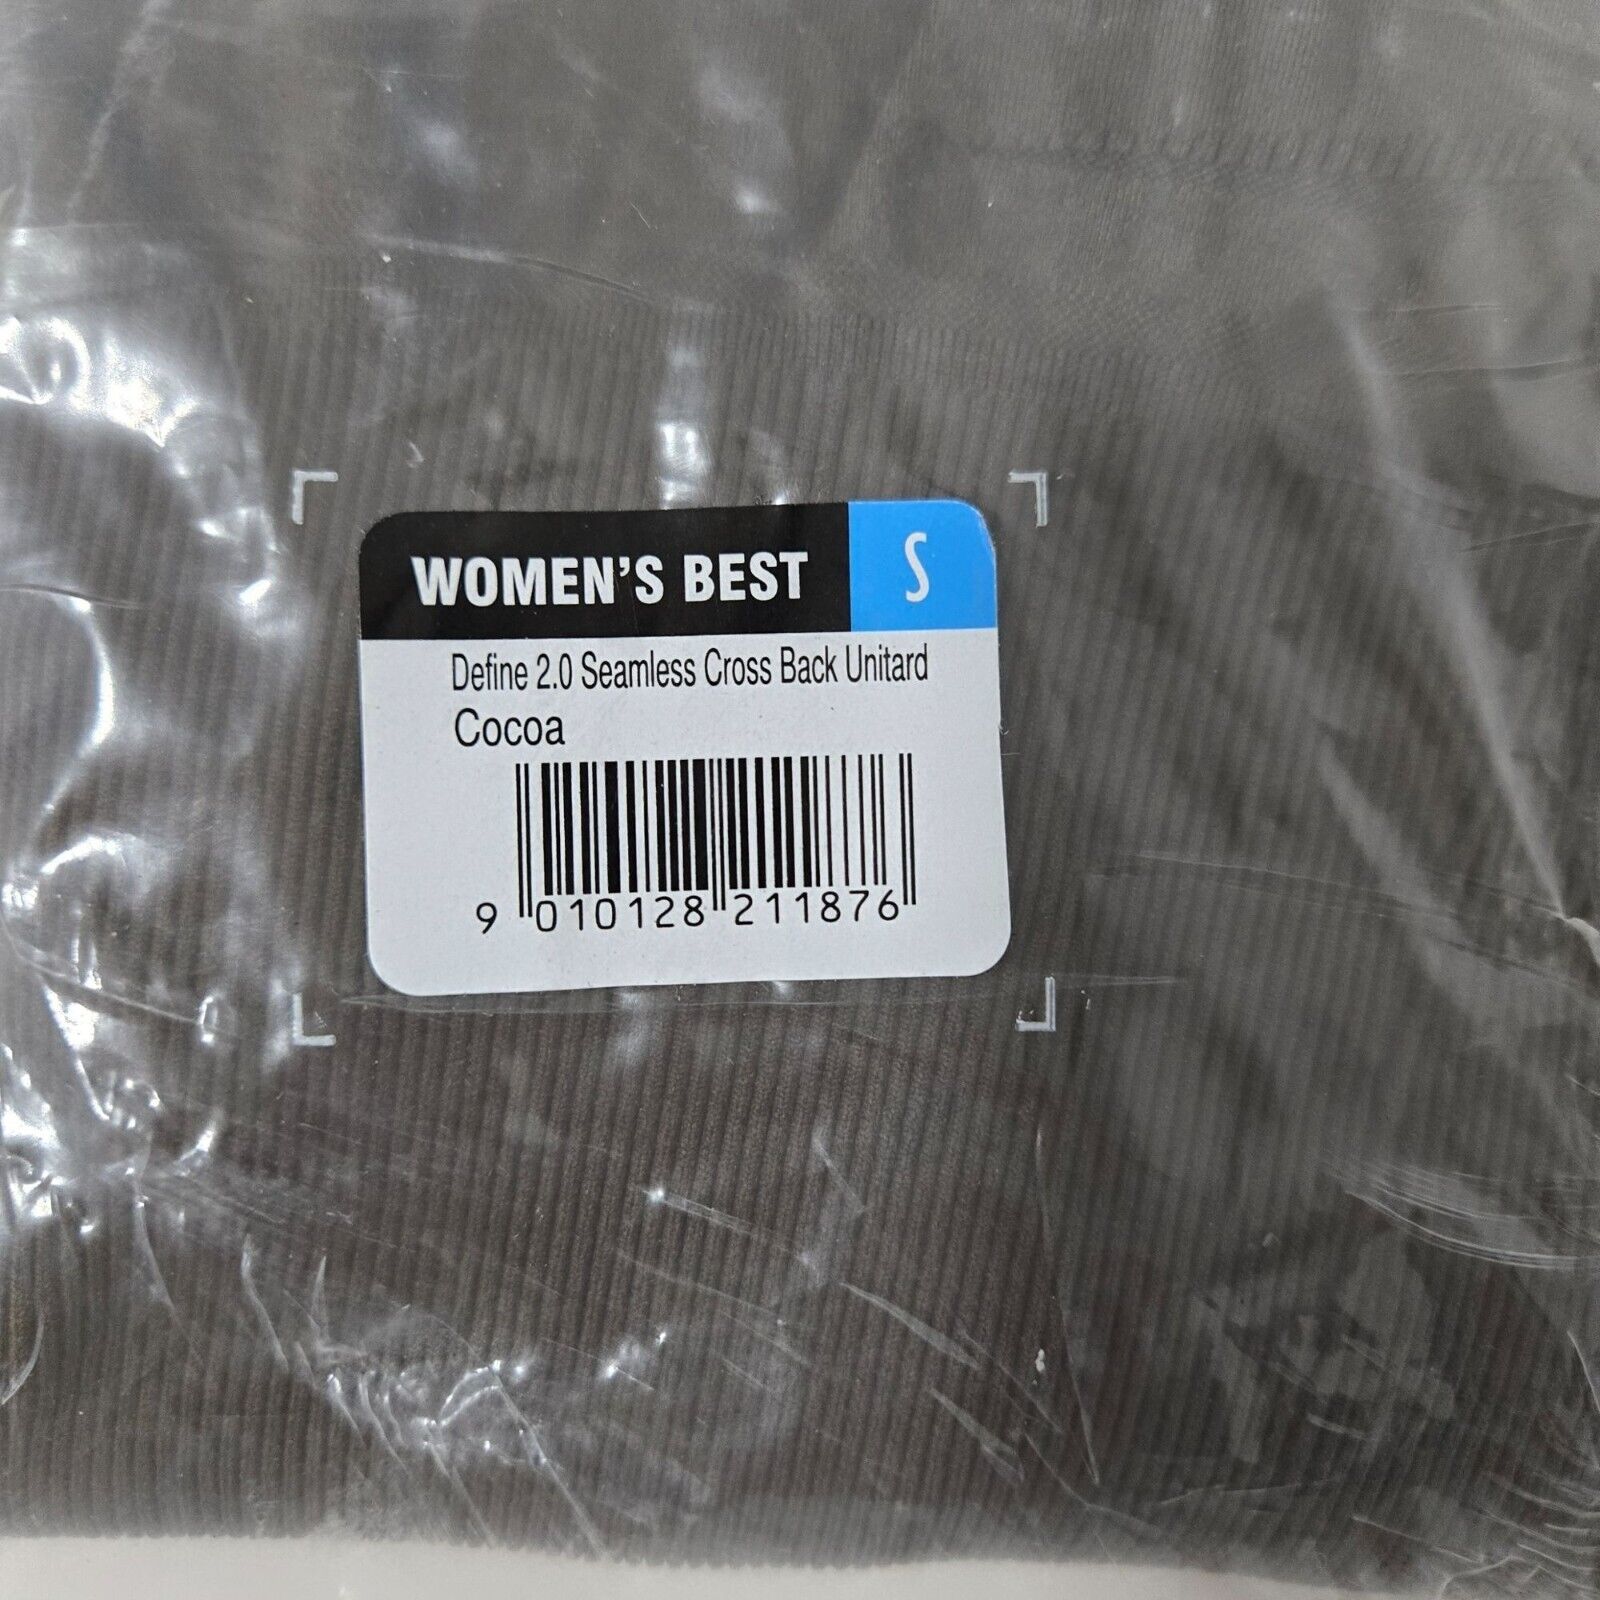 WOMEN'S BEST S
Define 2.0 Seamless Cross Back Unitard
Cocoa
9 010128 211876